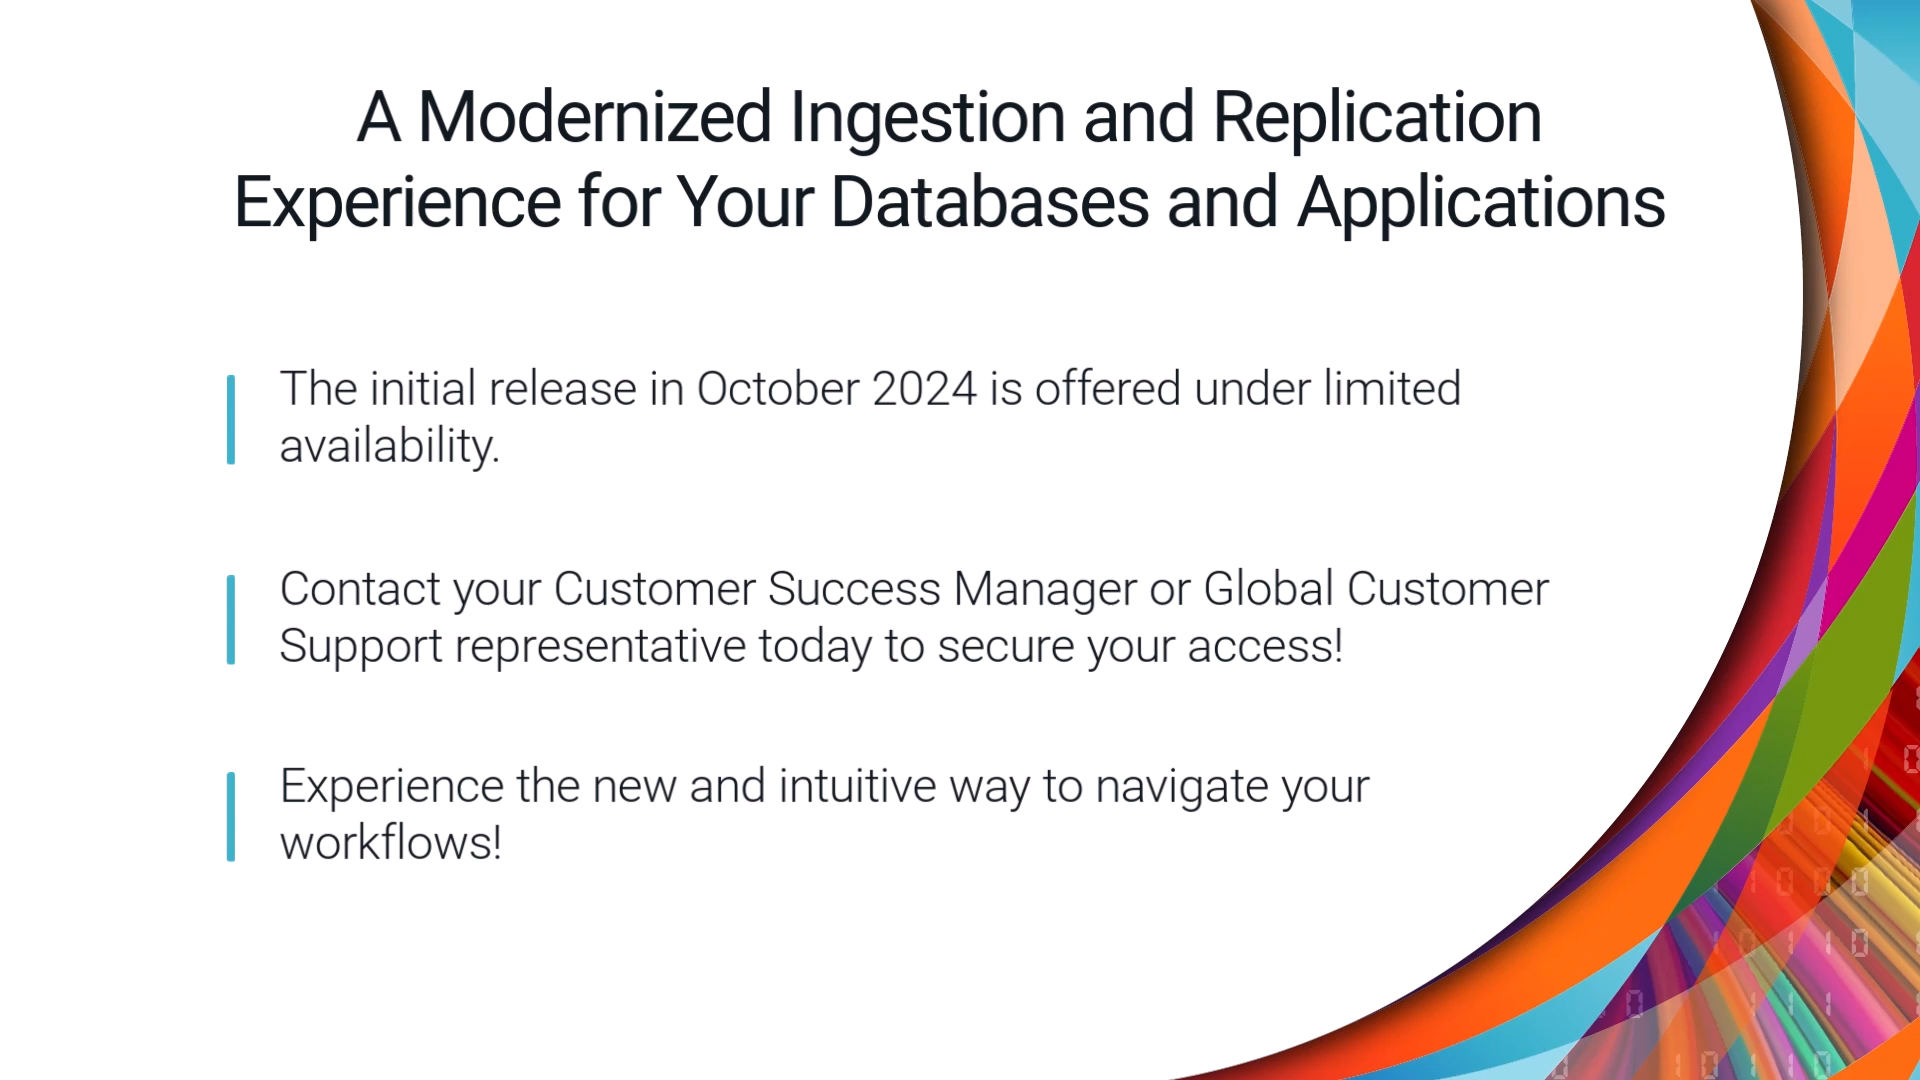 A Modernized Ingestion and Replication
Experience for Your Databases and Applications
The initial release in October 2024 is offered under limited
availability.
Contact your Customer Success Manager or Global Customer
Support representative today to secure your access!
Experience the new and intuitive way to navigate your
workflows!